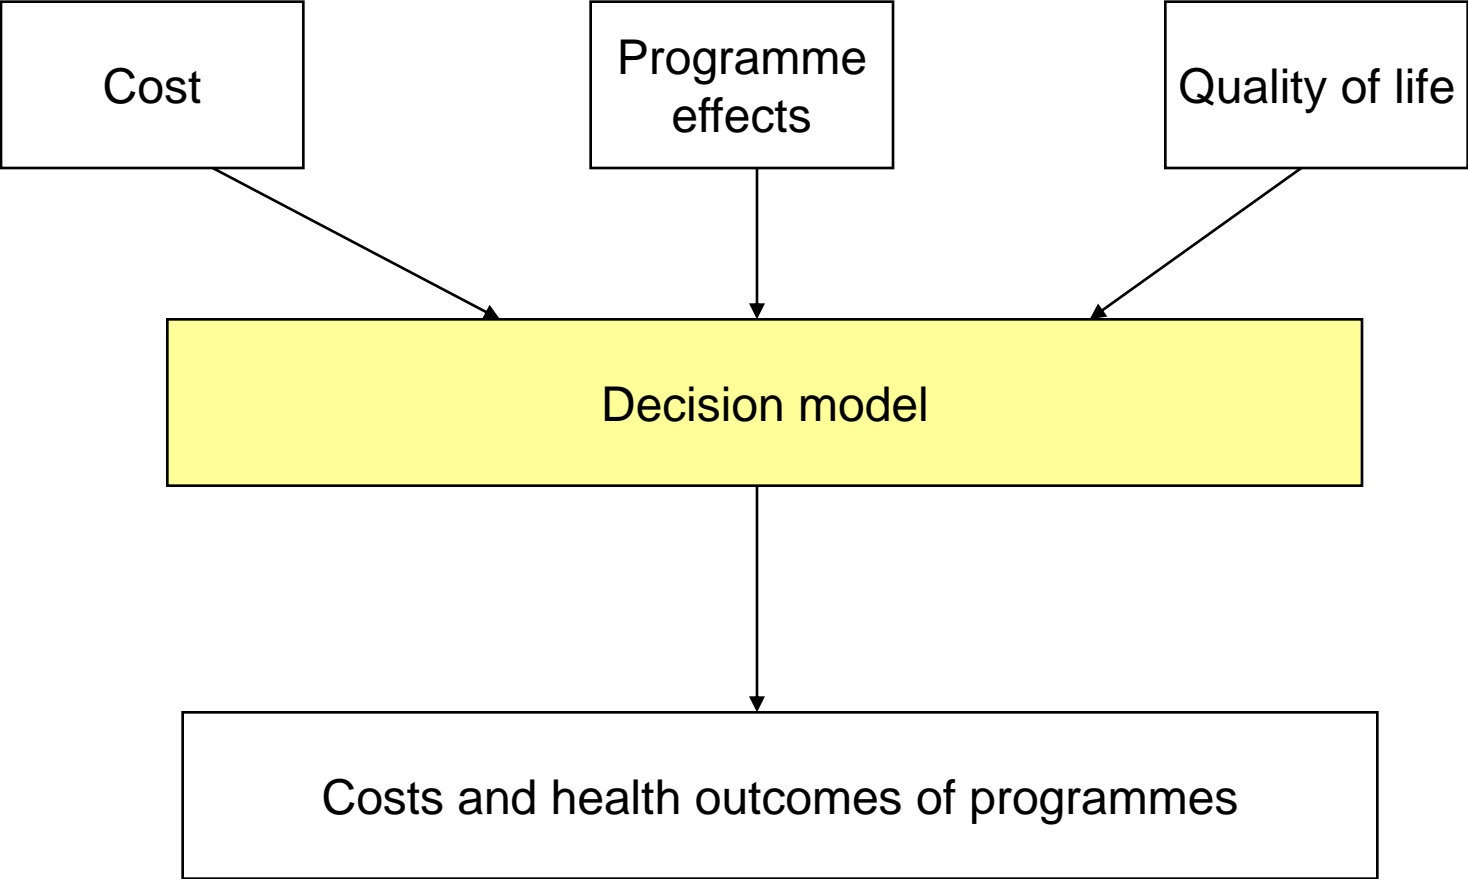 Cost
Programme
effects
Quality of life
Decision model
Costs and health outcomes of programmes